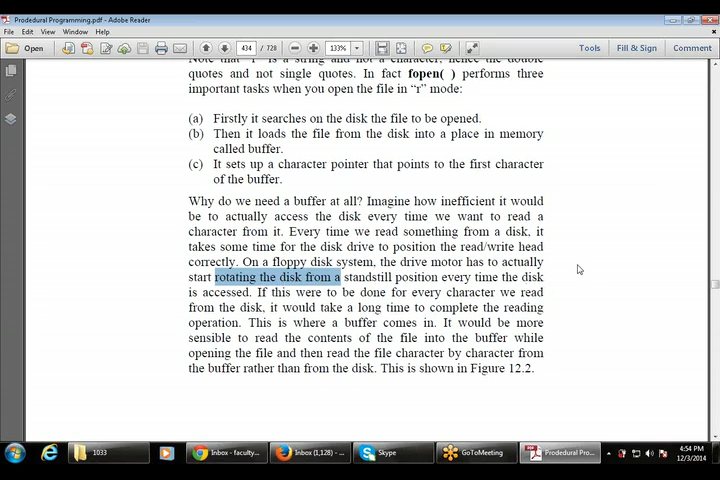 Prodedural Programming.pdf - Adobe Reader
File Edit View Window Help
Open 434 / 728 133% Tools Fill & Sign Comment
Note that "r" is a string and not a character; hence the double
quotes and not single quotes. In fact fopen( ) performs three
important tasks when you open the file in “r” mode:
(a) Firstly it searches on the disk the file to be opened.
(b) Then it loads the file from the disk into a place in memory
called buffer.
(c) It sets up a character pointer that points to the first character
of the buffer.
Why do we need a buffer at all? Imagine how inefficient it would
be to actually access the disk every time we want to read a
character from it. Every time we read something from a disk, it
takes some time for the disk drive to position the read/write head
correctly. On a floppy disk system, the drive motor has to actually
start rotating the disk from a standstill position every time the disk
is accessed. If this were to be done for every character we read
from the disk, it would take a long time to complete the reading
operation. This is where a buffer comes in. It would be more
sensible to read the contents of the file into the buffer while
opening the file and then read the file character by character from
the buffer rather than from the disk. This is shown in Figure 12.2.
1033 Inbox - faculty... Inbox (1,128) - ... Skype GoToMeeting Prodedural Pro... 4:54 PM
12/3/2014